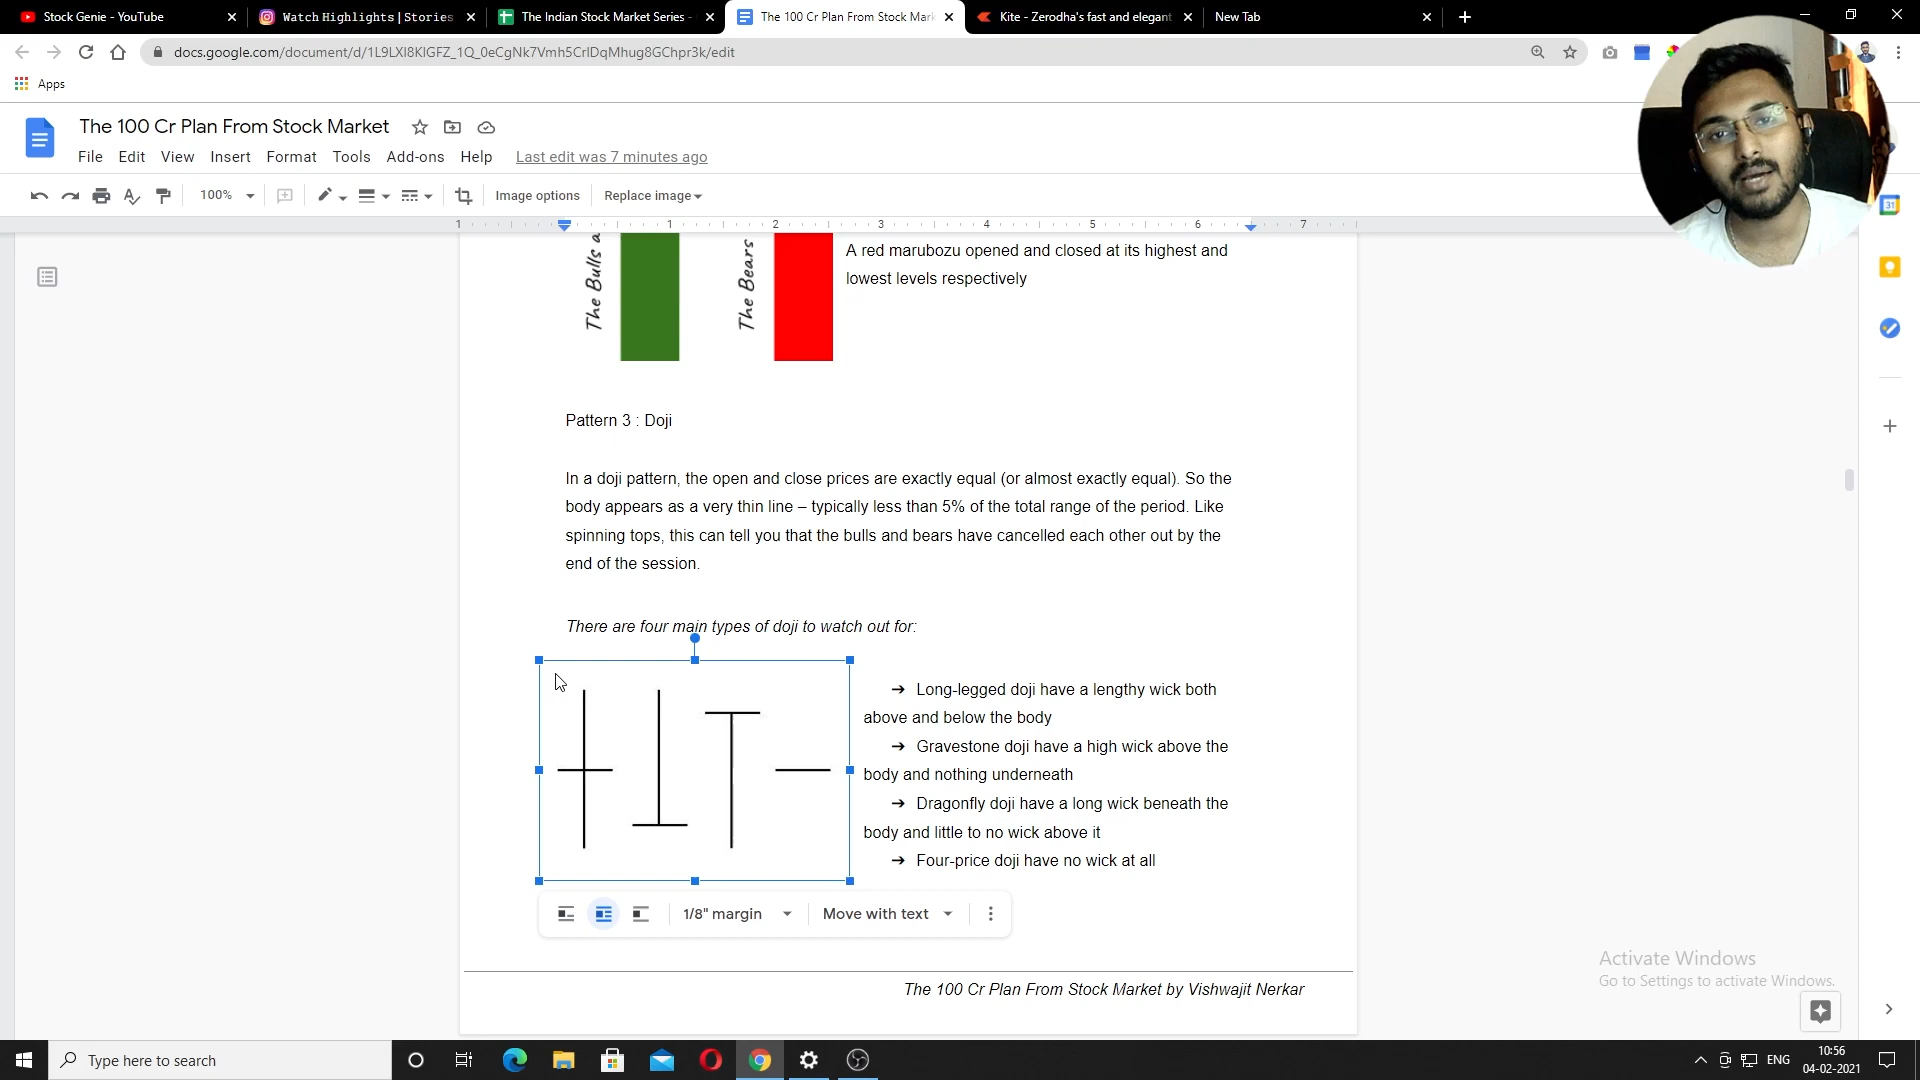 Stock Genie - YouTube
Watch Highlights | Stories
The Indian Stock Market Series -
The 100 Cr Plan From Stock Mark
Kite - Zerodha's fast and elegant
New Tab
docs.google.com/document/d/1L9LXl8KlGFZ_1Q_0eCgNk7Vmh5CrlDqMhug8GChpr3k/edit
Apps
The 100 Cr Plan From Stock Market
File Edit View Insert Format Tools Add-ons Help Last edit was 7 minutes ago
100% Image options Replace image
1 1 2 3 4 5 6 7
31
The Bulls a
The Bears
A red marubozu opened and closed at its highest and
lowest levels respectively
Pattern 3 : Doji
In a doji pattern, the open and close prices are exactly equal (or almost exactly equal). So the
body appears as a very thin line – typically less than 5% of the total range of the period. Like
spinning tops, this can tell you that the bulls and bears have cancelled each other out by the
end of the session.
There are four main types of doji to watch out for:
➔ Long-legged doji have a lengthy wick both
above and below the body
➔ Gravestone doji have a high wick above the
body and nothing underneath
➔ Dragonfly doji have a long wick beneath the
body and little to no wick above it
➔ Four-price doji have no wick at all
1/8" margin Move with text
The 100 Cr Plan From Stock Market by Vishwajit Nerkar
Activate Windows
Go to Settings to activate Windows.
Type here to search
ENG
10:56
04-02-2021